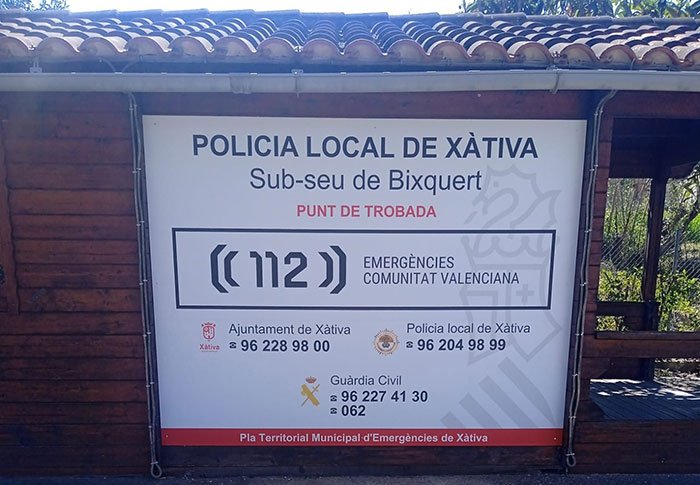 POLICIA LOCAL DE XÀTIVA
Sub-seu de Bixquert
PUNT DE TROBADA
((112))
EMERGÈNCIES
COMUNITAT VALENCIANA
Xàtiva
Ajuntament de Xàtiva
☎ 96 228 98 00
Policia local de Xàtiva
☎ 96 204 98 99
Guàrdia Civil
☎ 96 227 41 30
☎ 062
Pla Territorial Municipal d'Emergències de Xàtiva